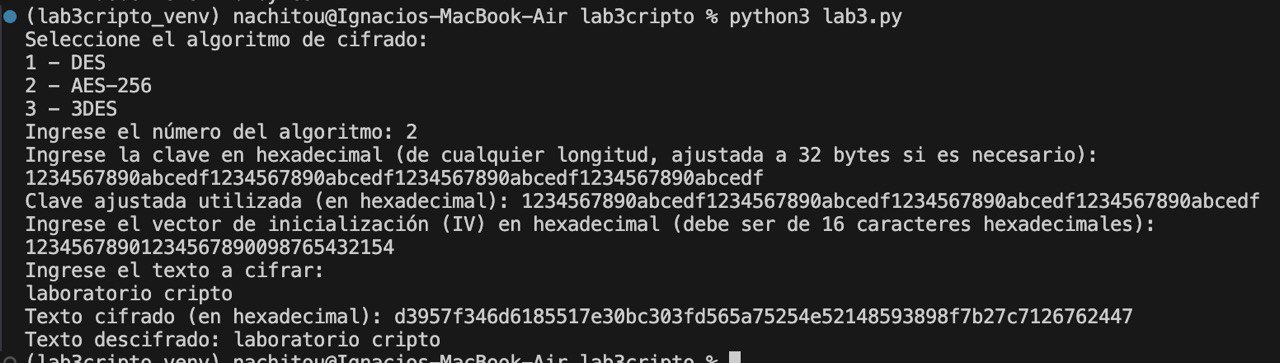 (lab3cripto_venv) nachitou@Ignacios-MacBook-Air lab3cripto % python3 lab3.py
Seleccione el algoritmo de cifrado:
1 - DES
2 - AES-256
3 - 3DES
Ingrese el número del algoritmo: 2
Ingrese la clave en hexadecimal (de cualquier longitud, ajustada a 32 bytes si es necesario):
1234567890abcedf1234567890abcedf1234567890abcedf1234567890abcedf
Clave ajustada utilizada (en hexadecimal): 1234567890abcedf1234567890abcedf1234567890abcedf1234567890abcedf
Ingrese el vector de inicialización (IV) en hexadecimal (debe ser de 16 caracteres hexadecimales):
12345678901234567890098765432154
Ingrese el texto a cifrar:
laboratorio cripto
Texto cifrado (en hexadecimal): d3957f346d6185517e30bc303fd565a75254e52148593898f7b27c7126762447
Texto descifrado: laboratorio cripto
(lab3cripto_venv) nachitou@Ignacios-MacBook-Air lab3cripto %